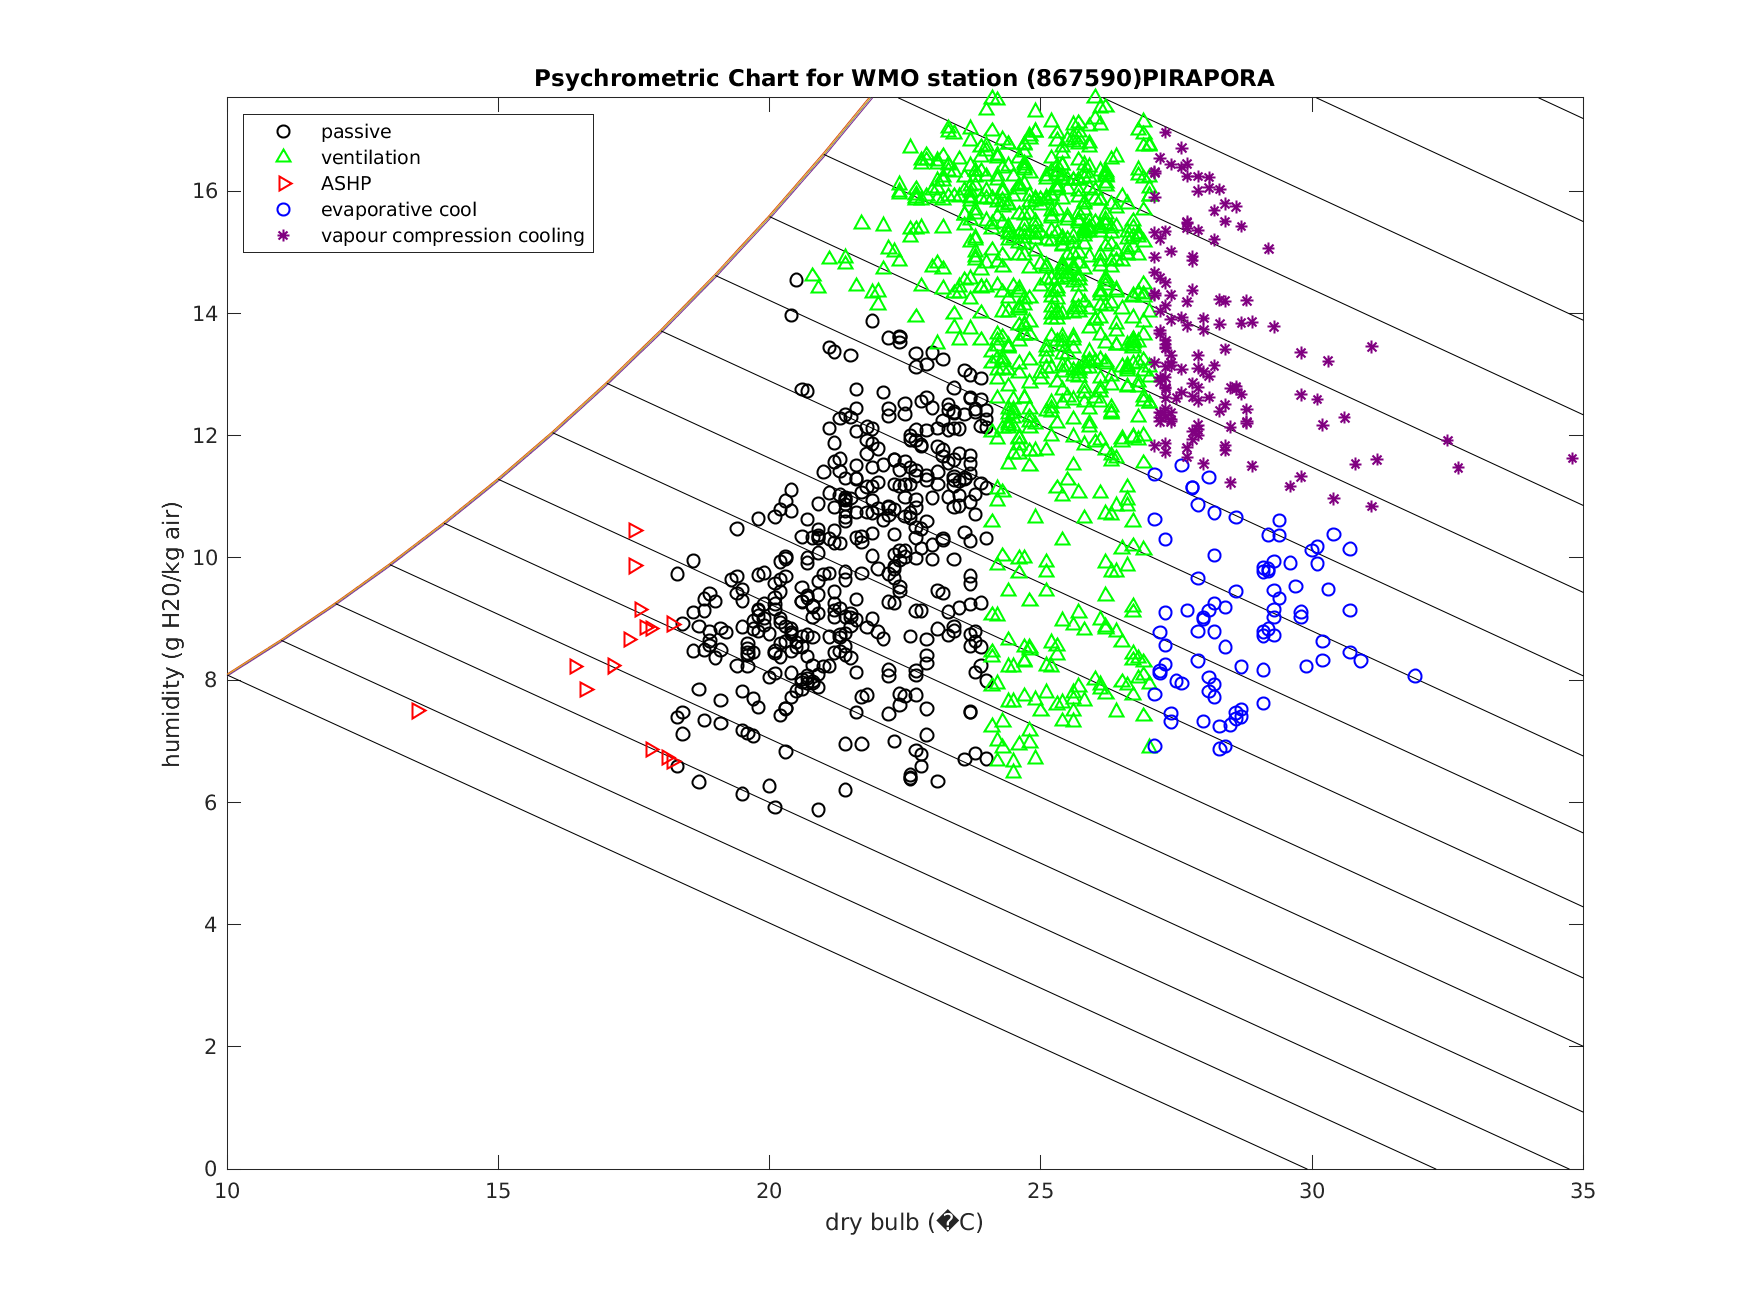 Psychrometric Chart for WMO station (867590)PIRAPORA
passive
ventilation
ASHP
evaporative cool
vapour compression cooling
humidity (g H20/kg air)
16
14
12
10
8
6
4
2
0
10 15 20 25 30 35
dry bulb (�C)